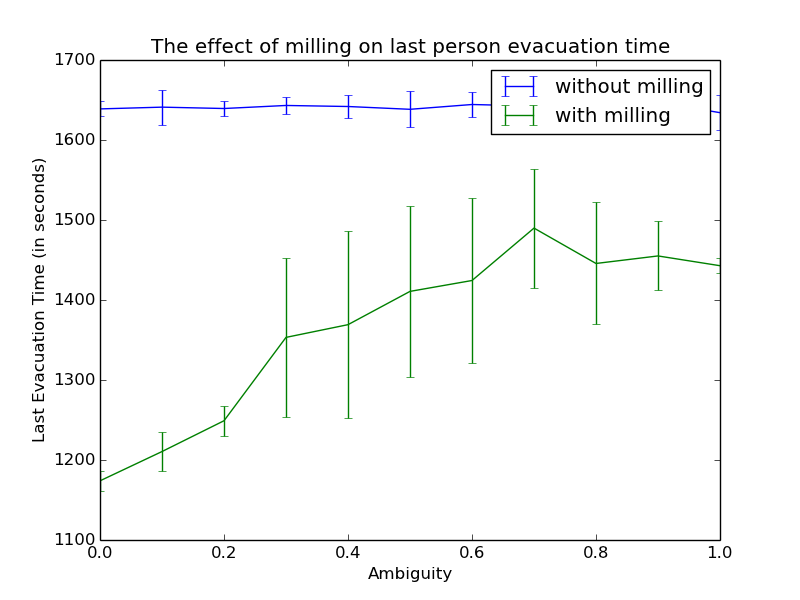 The effect of milling on last person evacuation time
without milling
with milling
1700
1600
1500
1400
1300
1200
1100
Last Evacuation Time (in seconds)
0.0 0.2 0.4 0.6 0.8 1.0
Ambiguity